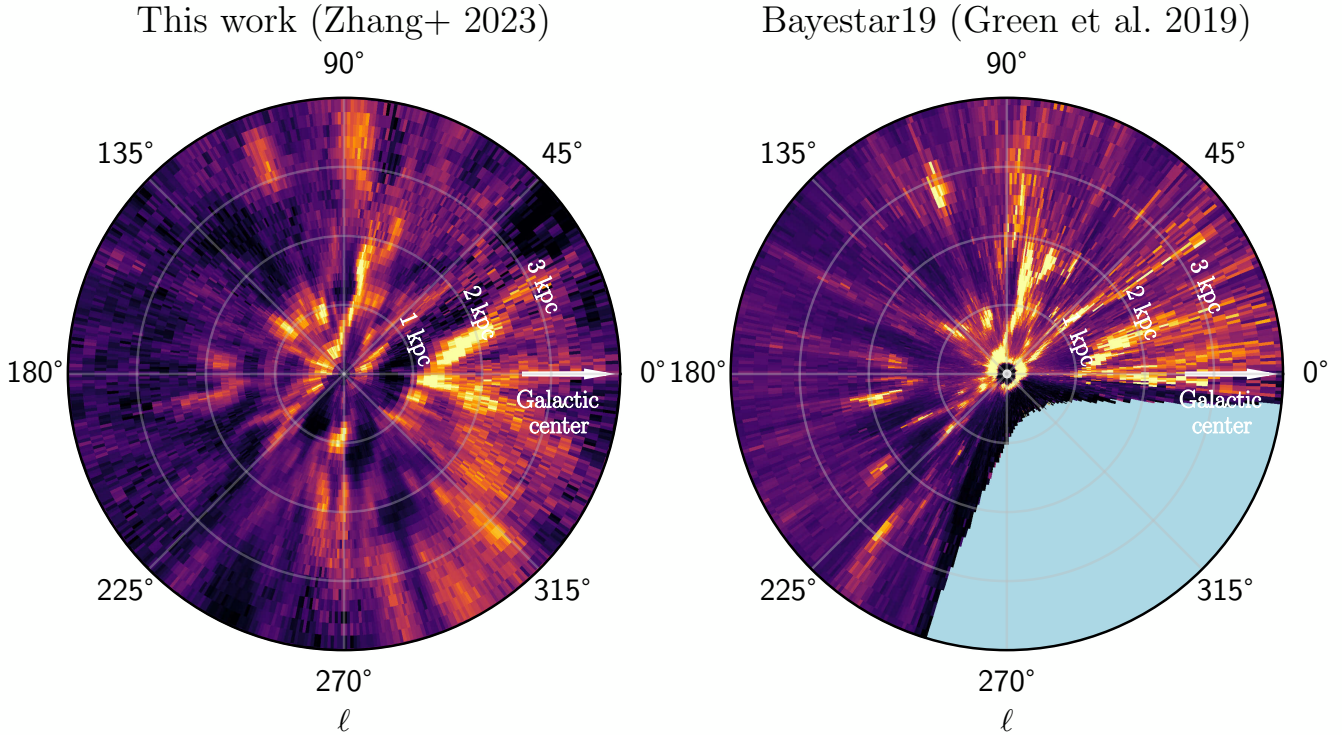 This work (Zhang+ 2023)
90°
135°
45°
180°
0°
225°
315°
270°
ℓ
1 kpc
2 kpc
3 kpc
Galactic
center
Bayestar19 (Green et al. 2019)
90°
135°
45°
180°
0°
225°
315°
270°
ℓ
1 kpc
2 kpc
3 kpc
Galactic
center